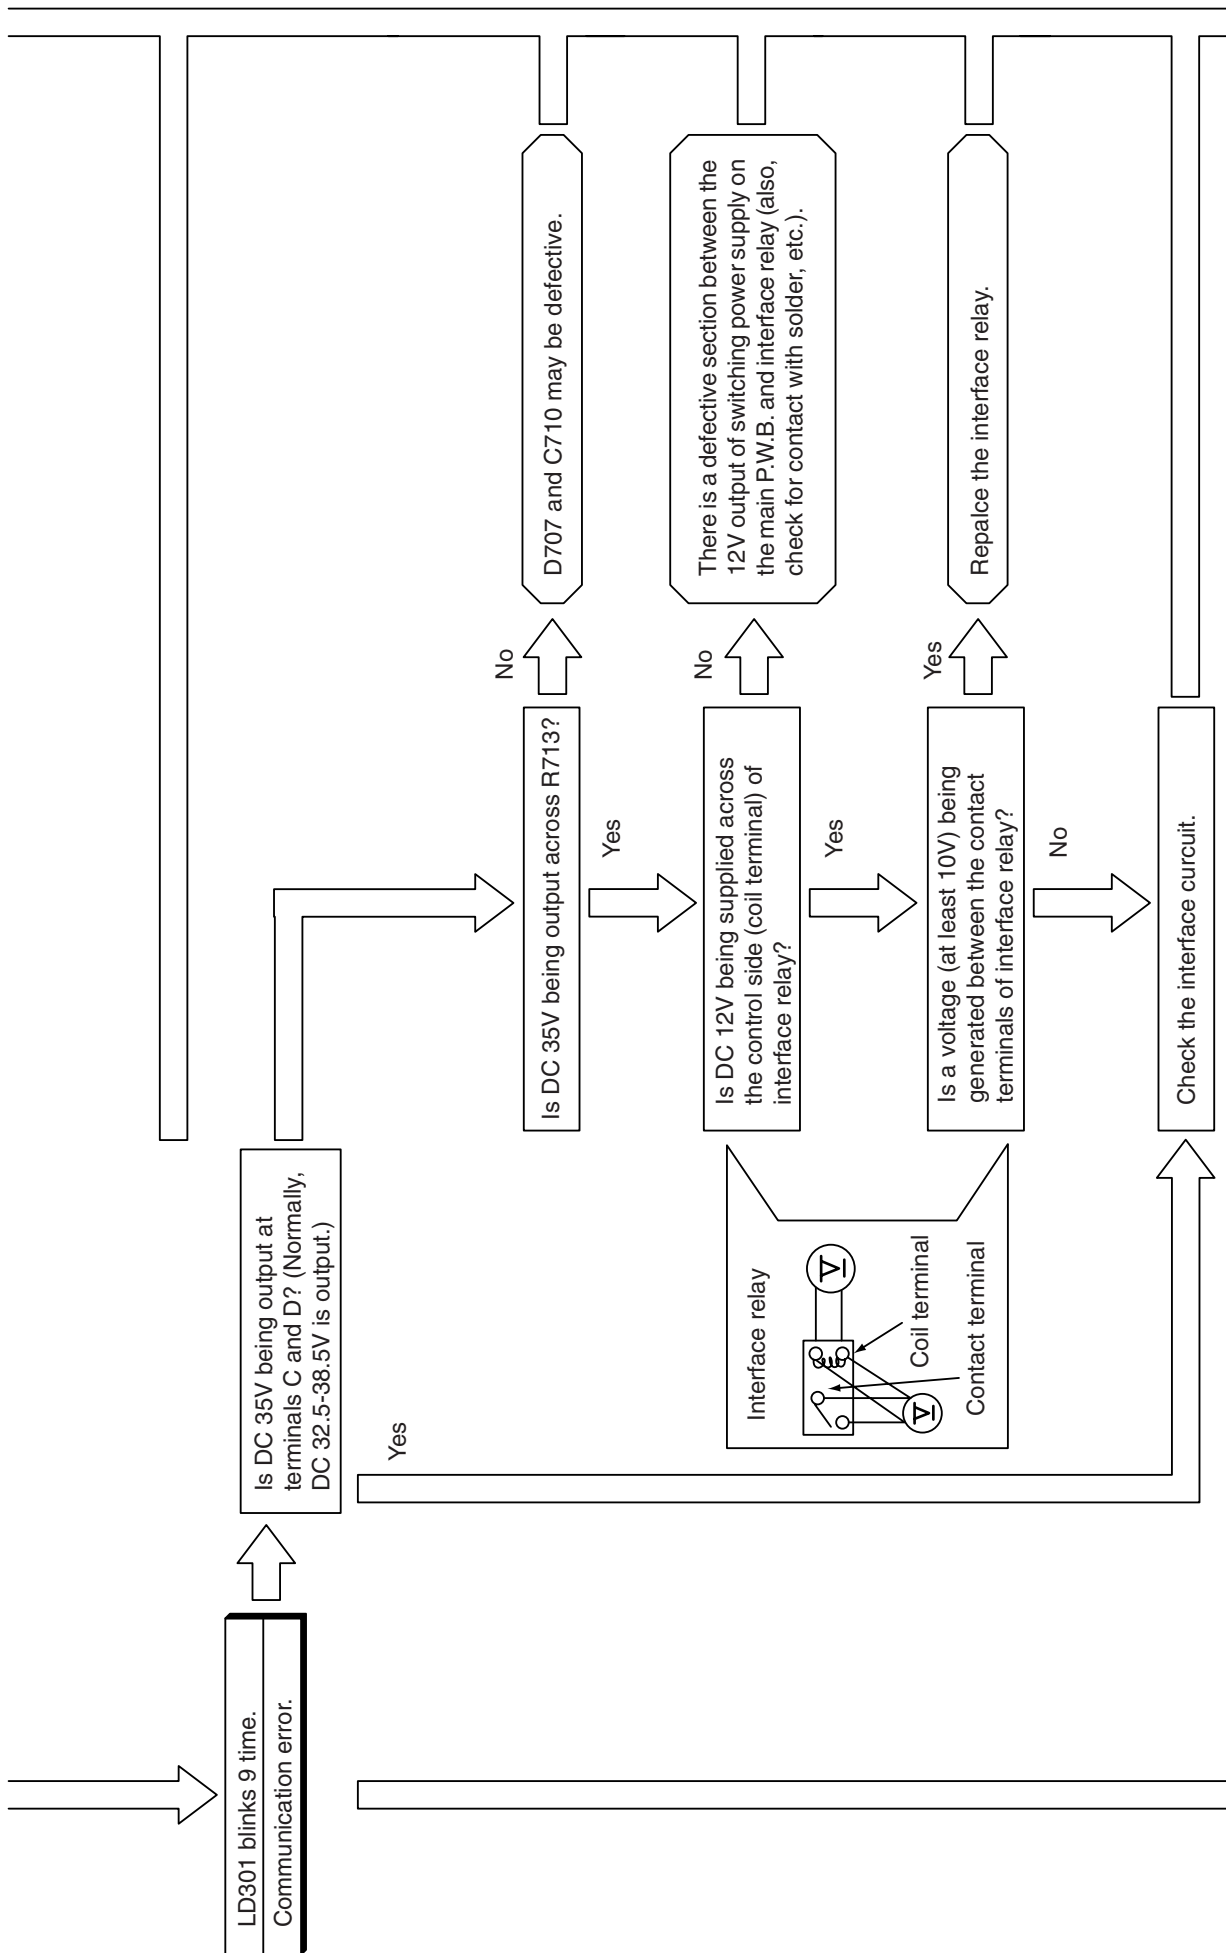 LD301 blinks 9 time.
Communication error.
Is DC 35V being output at
terminals C and D? (Normally,
DC 32.5-38.5V is output.)
Yes
Is DC 35V being output across R713?
No
D707 and C710 may be defective.
Yes
Is DC 12V being supplied across
the control side (coil terminal) of
interface relay?
No
There is a defective section between the
12V output of switching power supply on
the main P.W.B. and interface relay (also,
check for contact with solder, etc.).
Yes
Interface relay
V
V
Coil terminal
Contact terminal
Is a voltage (at least 10V) being
generated between the contact
terminals of interface relay?
Yes
Repalce the interface relay.
No
Check the interface curcuit.